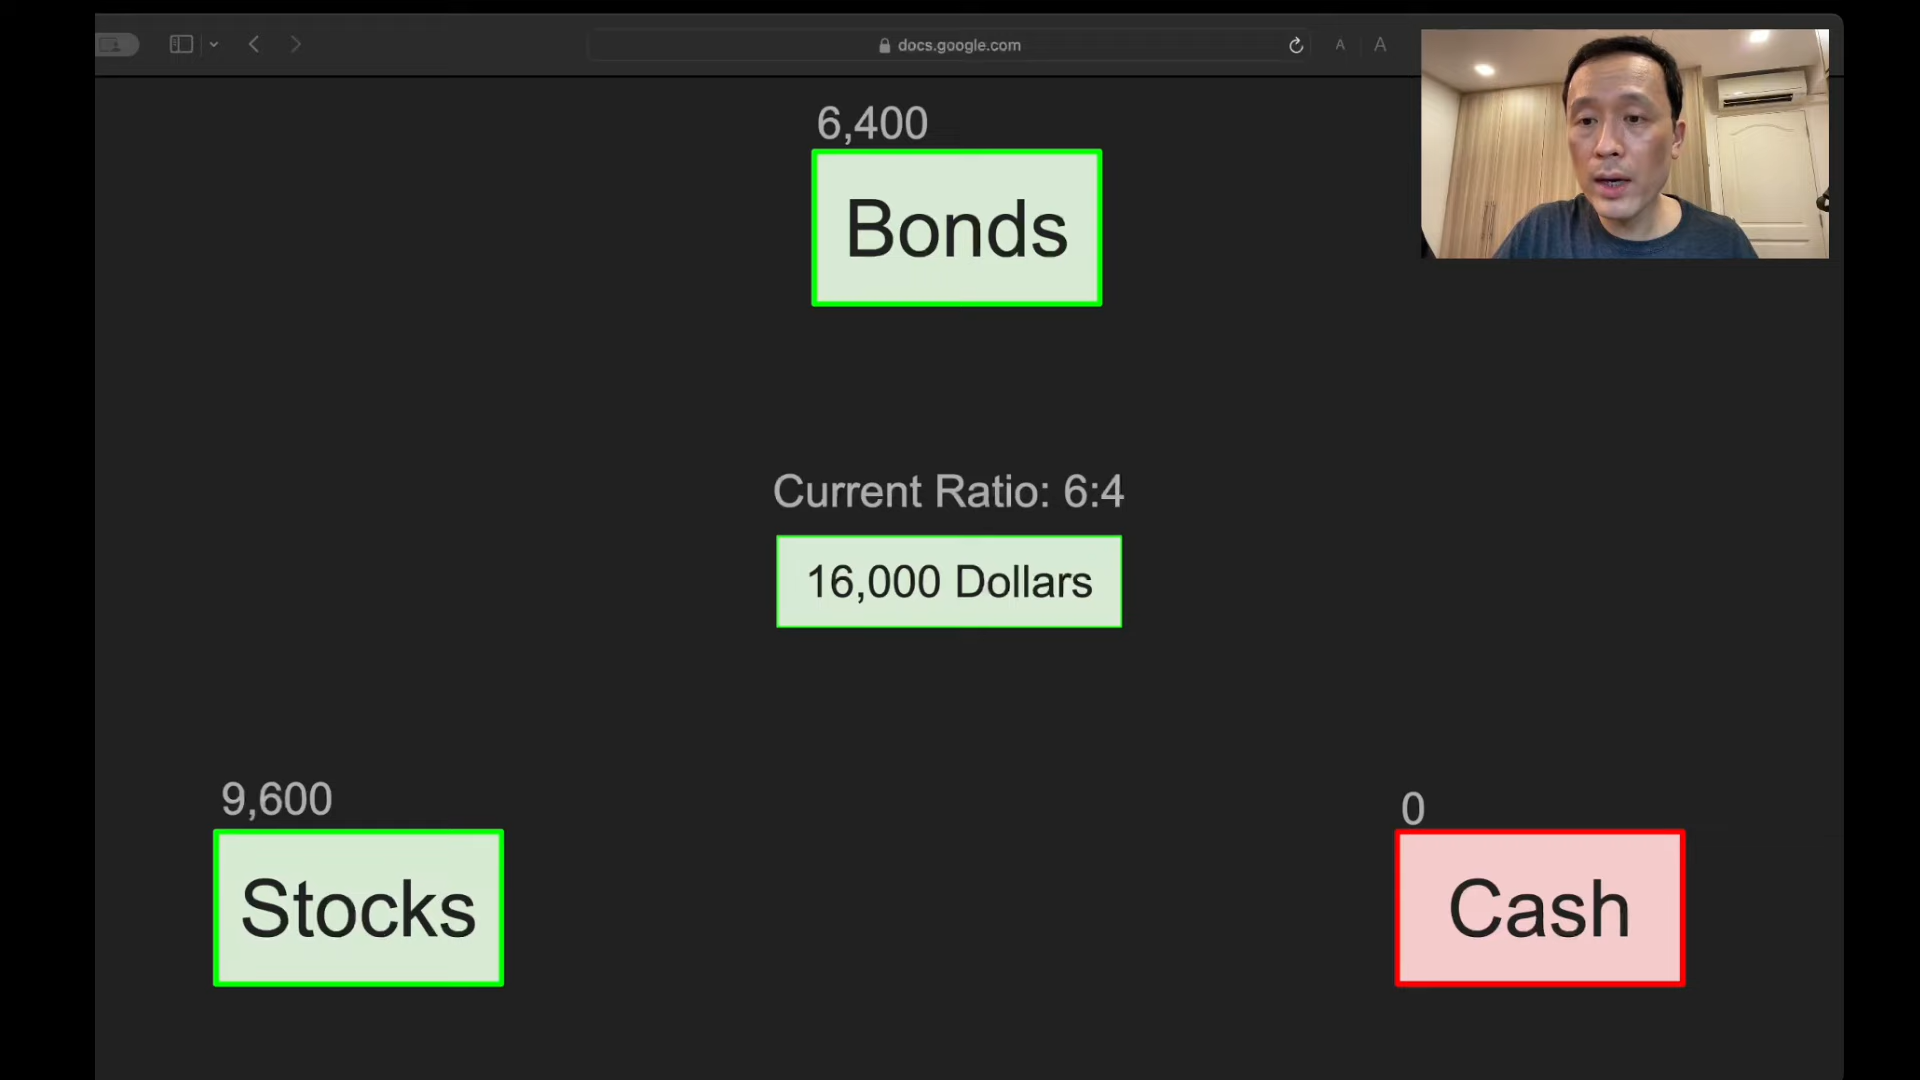 docs.google.com
A A
6,400
Bonds
Current Ratio: 6:4
16,000 Dollars
9,600
Stocks
0
Cash